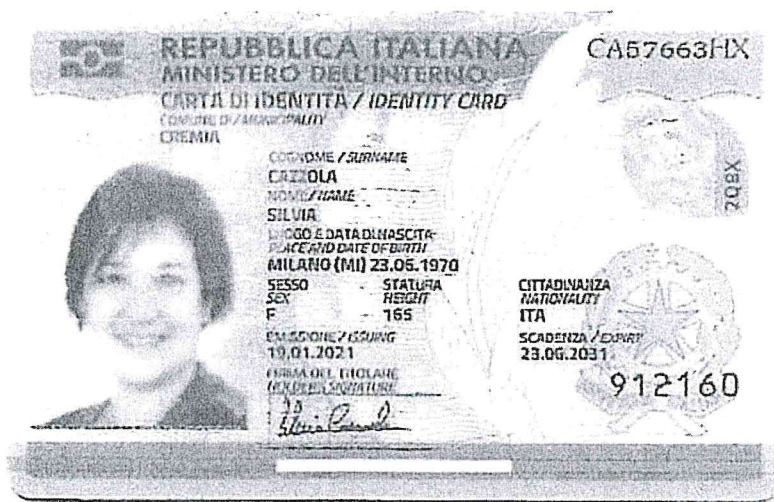 REPUBBLICA ITALIANA
CA57663HX
MINISTERO DELL'INTERNO
CARTA DI IDENTITÀ / IDENTITY CARD
COMUNE DI / MUNICIPALITY
CREMIA
COGNOME / SURNAME
CAZZOLA
NOME / NAME
SILVIA
LUOGO E DATA DI NASCITA
PLACE AND DATE OF BIRTH
MILANO (MI) 23.06.1970
SESSO STATURA CITTADINANZA
SEX HEIGHT NATIONALITY
F 165 ITA
EMISSIONE / ISSUING SCADENZA / EXPIRY
19.01.2021 23.06.2031
FIRMA DEL TITOLARE
HOLDER'S SIGNATURE
912160